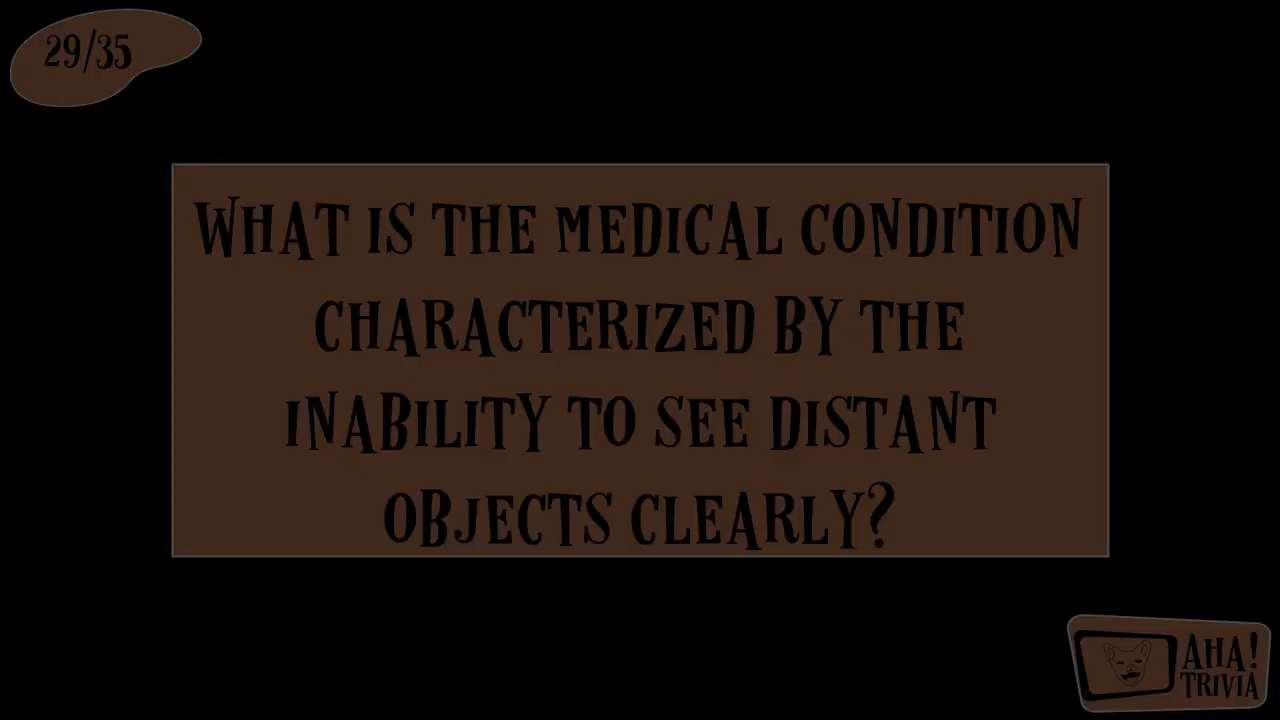 29/35
WHAT IS THE MEDICAL CONDITION
CHARACTERIZED BY THE
INABILITY TO SEE DISTANT
OBJECTS CLEARLY?
AHA!
TRIVIA